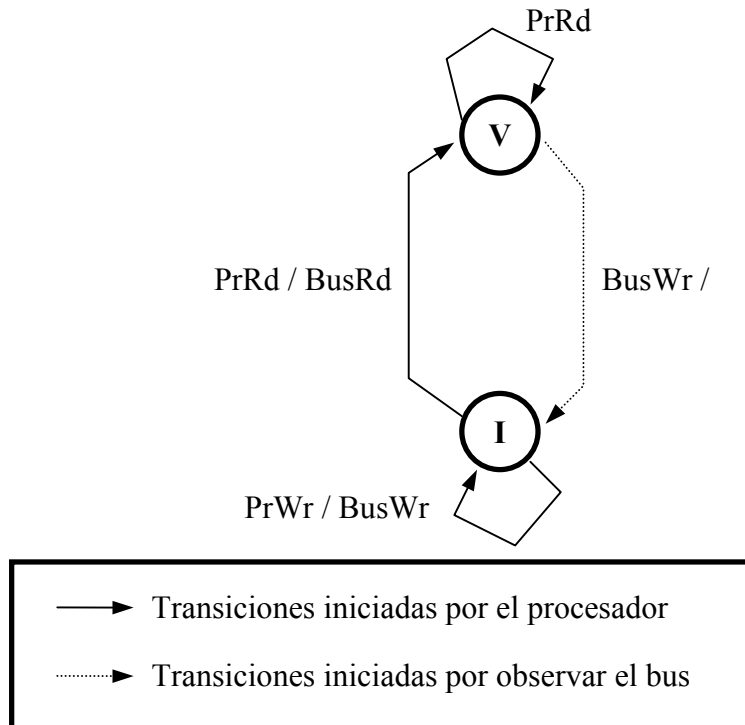 PrRd
V
PrRd / BusRd
BusWr /
I
PrWr / BusWr
Transiciones iniciadas por el procesador
Transiciones iniciadas por observar el bus